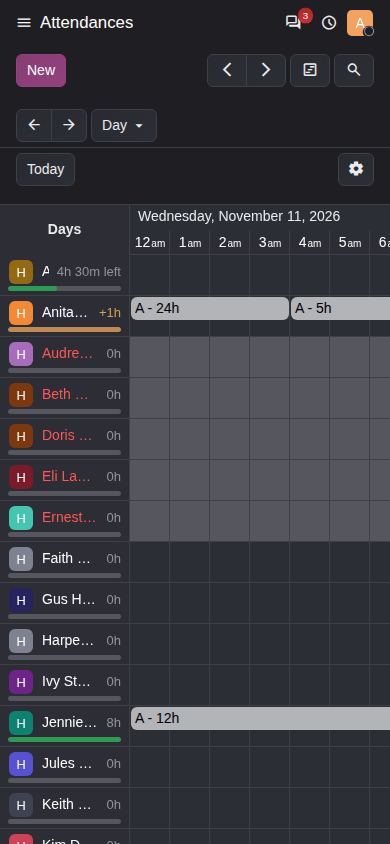 Attendances
3
A
New
Day
Today
Days
Wednesday, November 11, 2026
12am 1am 2am 3am 4am 5am
H A 4h 30m left
H Anita... +1h
A - 24h A - 5h
H Audre... 0h
H Beth ... 0h
H Doris ... 0h
H Eli La... 0h
H Ernest... 0h
H Faith ... 0h
H Gus H... 0h
H Harpe... 0h
H Ivy St... 0h
H Jennie... 8h
A - 12h
H Jules ... 0h
H Keith ... 0h